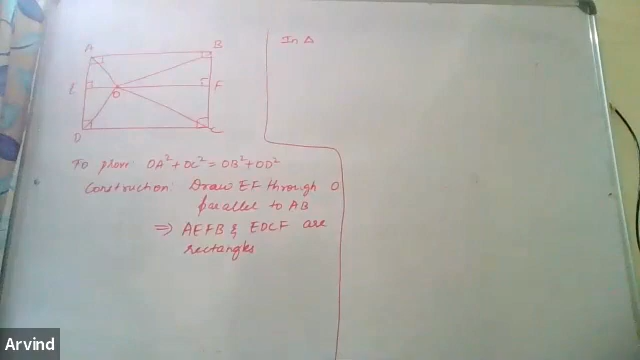 A
B
E
O
F
D
C
To prove: OA² + OC² = OB² + OD²
Construction: Draw EF through O
parallel to AB
⇒ AEFB & EDCF are
rectangles
In Δ
Arvind